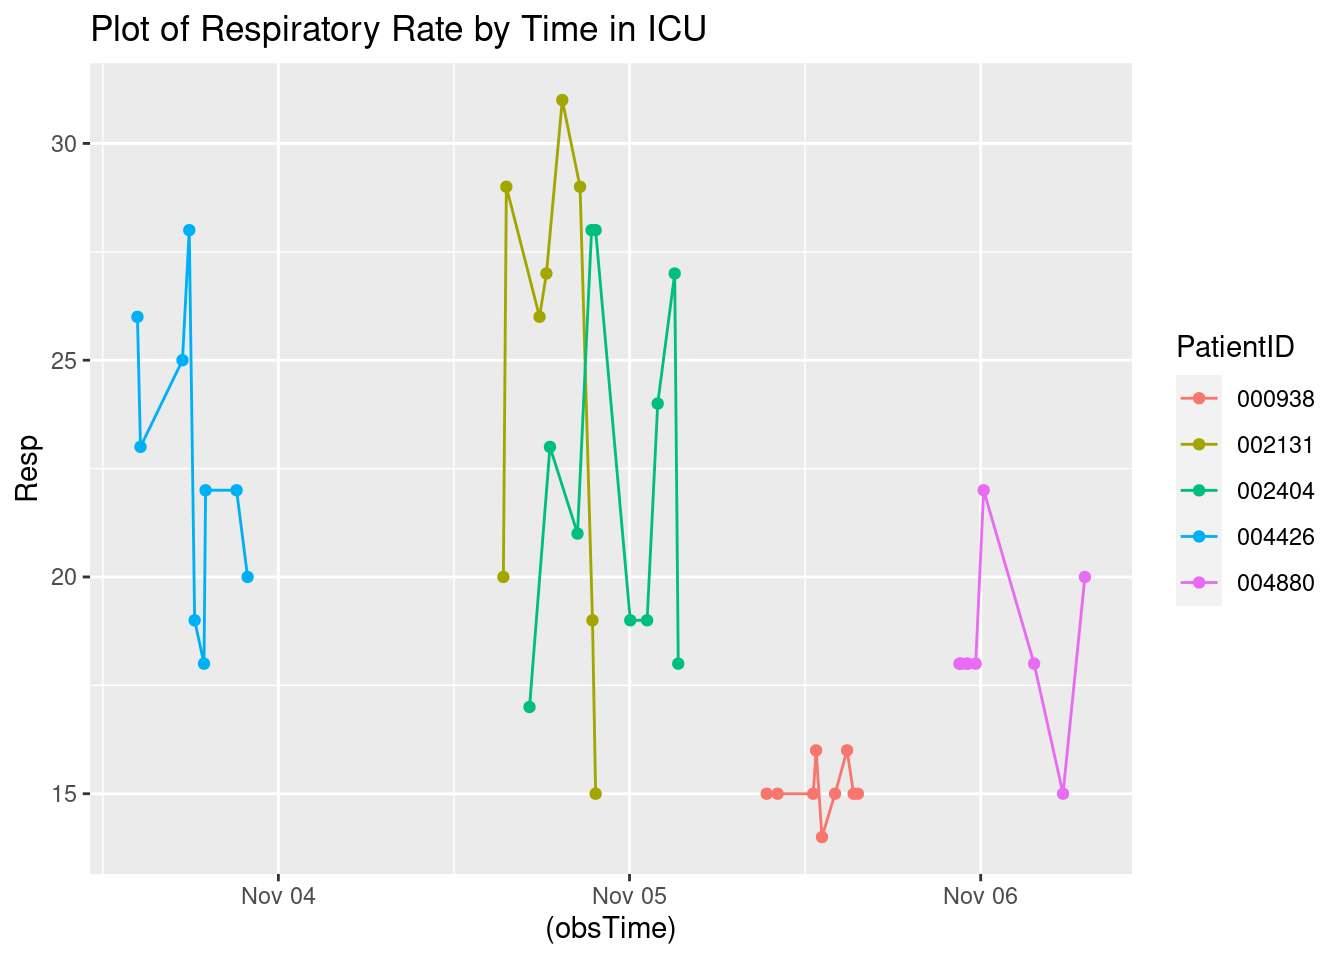 Plot of Respiratory Rate by Time in ICU
30
25
20
15
Resp
Nov 04
Nov 05
Nov 06
(obsTime)
PatientID
000938
002131
002404
004426
004880